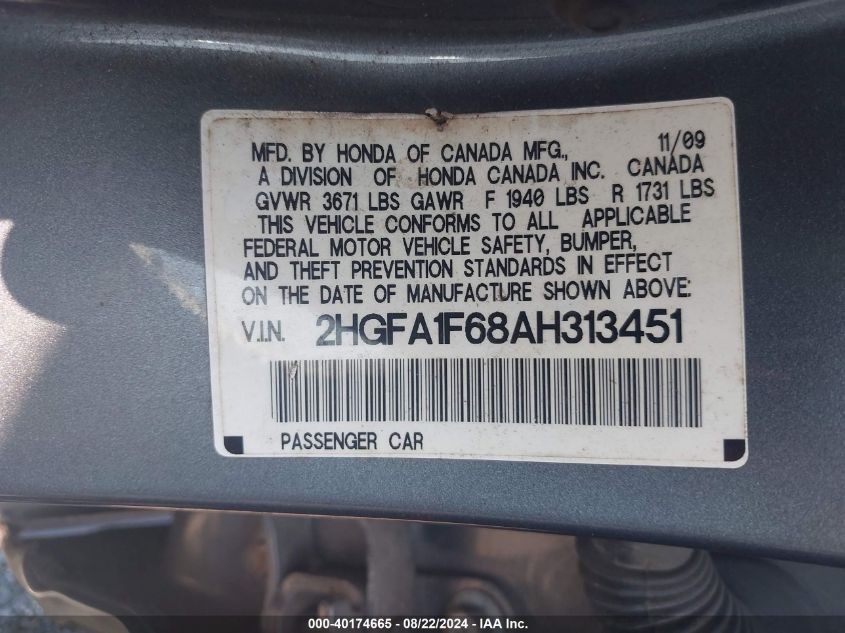 11/09
MFD. BY HONDA OF CANADA MFG.,
A DIVISION OF HONDA CANADA INC. CANADA
GVWR 3671 LBS GAWR F 1940 LBS R 1731 LBS
THIS VEHICLE CONFORMS TO ALL APPLICABLE
FEDERAL MOTOR VEHICLE SAFETY, BUMPER,
AND THEFT PREVENTION STANDARDS IN EFFECT
ON THE DATE OF MANUFACTURE SHOWN ABOVE:
V.I.N. 2HGFA1F68AH313451
PASSENGER CAR
000-40174665 - 08/22/2024 - IAA Inc.